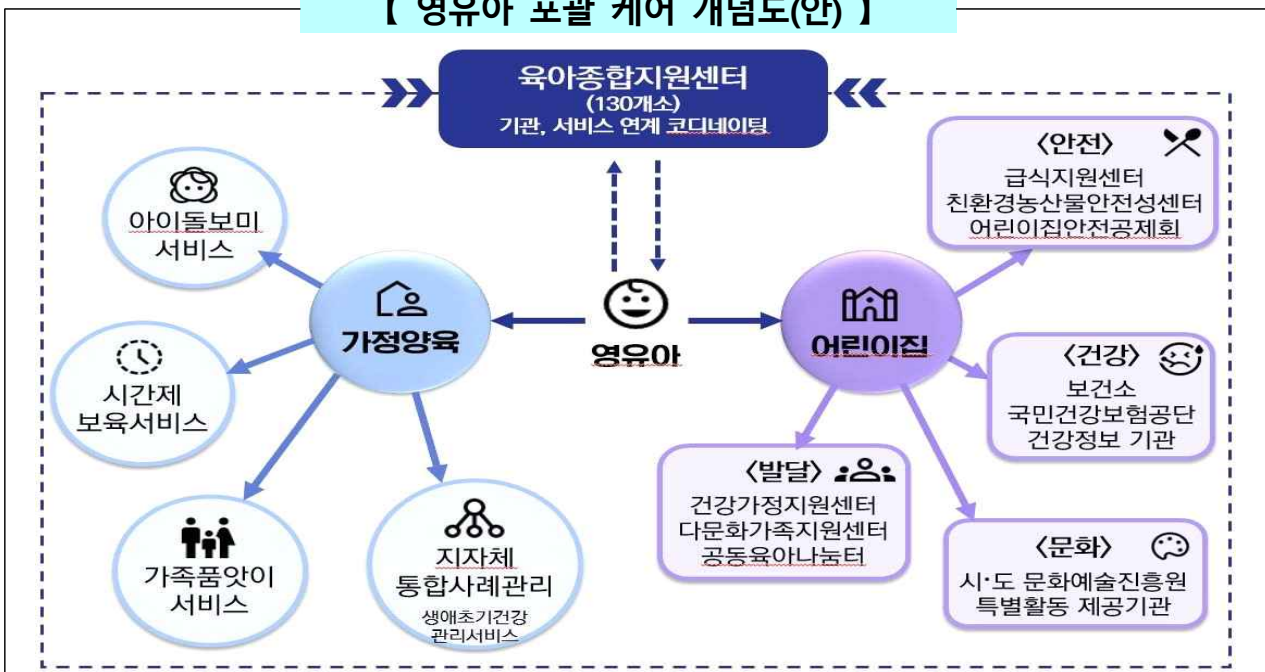 【 영유아 포괄 케어 개념도(안) 】
육아종합지원센터
(130개소)
기관, 서비스 연계 코디네이팅
아이돌보미
서비스
시간제
보육서비스
가족품앗이
서비스
지자체
통합사례관리
생애초기건강
관리서비스
가정양육
영유아
어린이집
〈안전〉
급식지원센터
친환경농산물안전성센터
어린이집안전공제회
〈건강〉
보건소
국민건강보험공단
건강정보 기관
〈발달〉
건강가정지원센터
다문화가족지원센터
공동육아나눔터
〈문화〉
시·도 문화예술진흥원
특별활동 제공기관